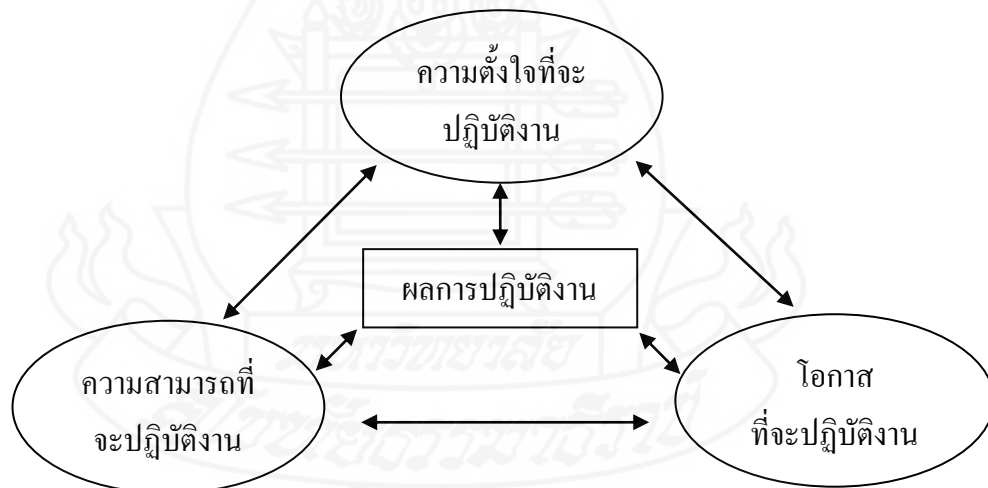 ความตั้งใจที่จะ
ปฏิบัติงาน
ผลการปฏิบัติงาน
ความสามารถที่
จะปฏิบัติงาน
โอกาส
ที่จะปฏิบัติงาน